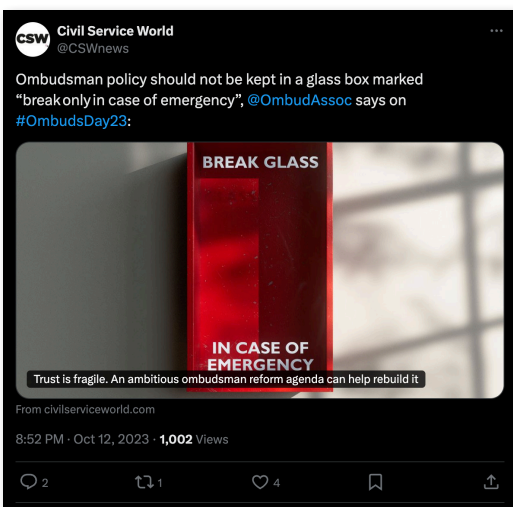 CSW
Civil Service World
@CSWnews
Ombudsman policy should not be kept in a glass box marked
“break only in case of emergency”, @OmbudAssoc says on
#OmbudsDay23:
BREAK GLASS
IN CASE OF
EMERGENCY
Trust is fragile. An ambitious ombudsman reform agenda can help rebuild it
From civilserviceworld.com
8:52 PM · Oct 12, 2023 · 1,002 Views
2 1 4